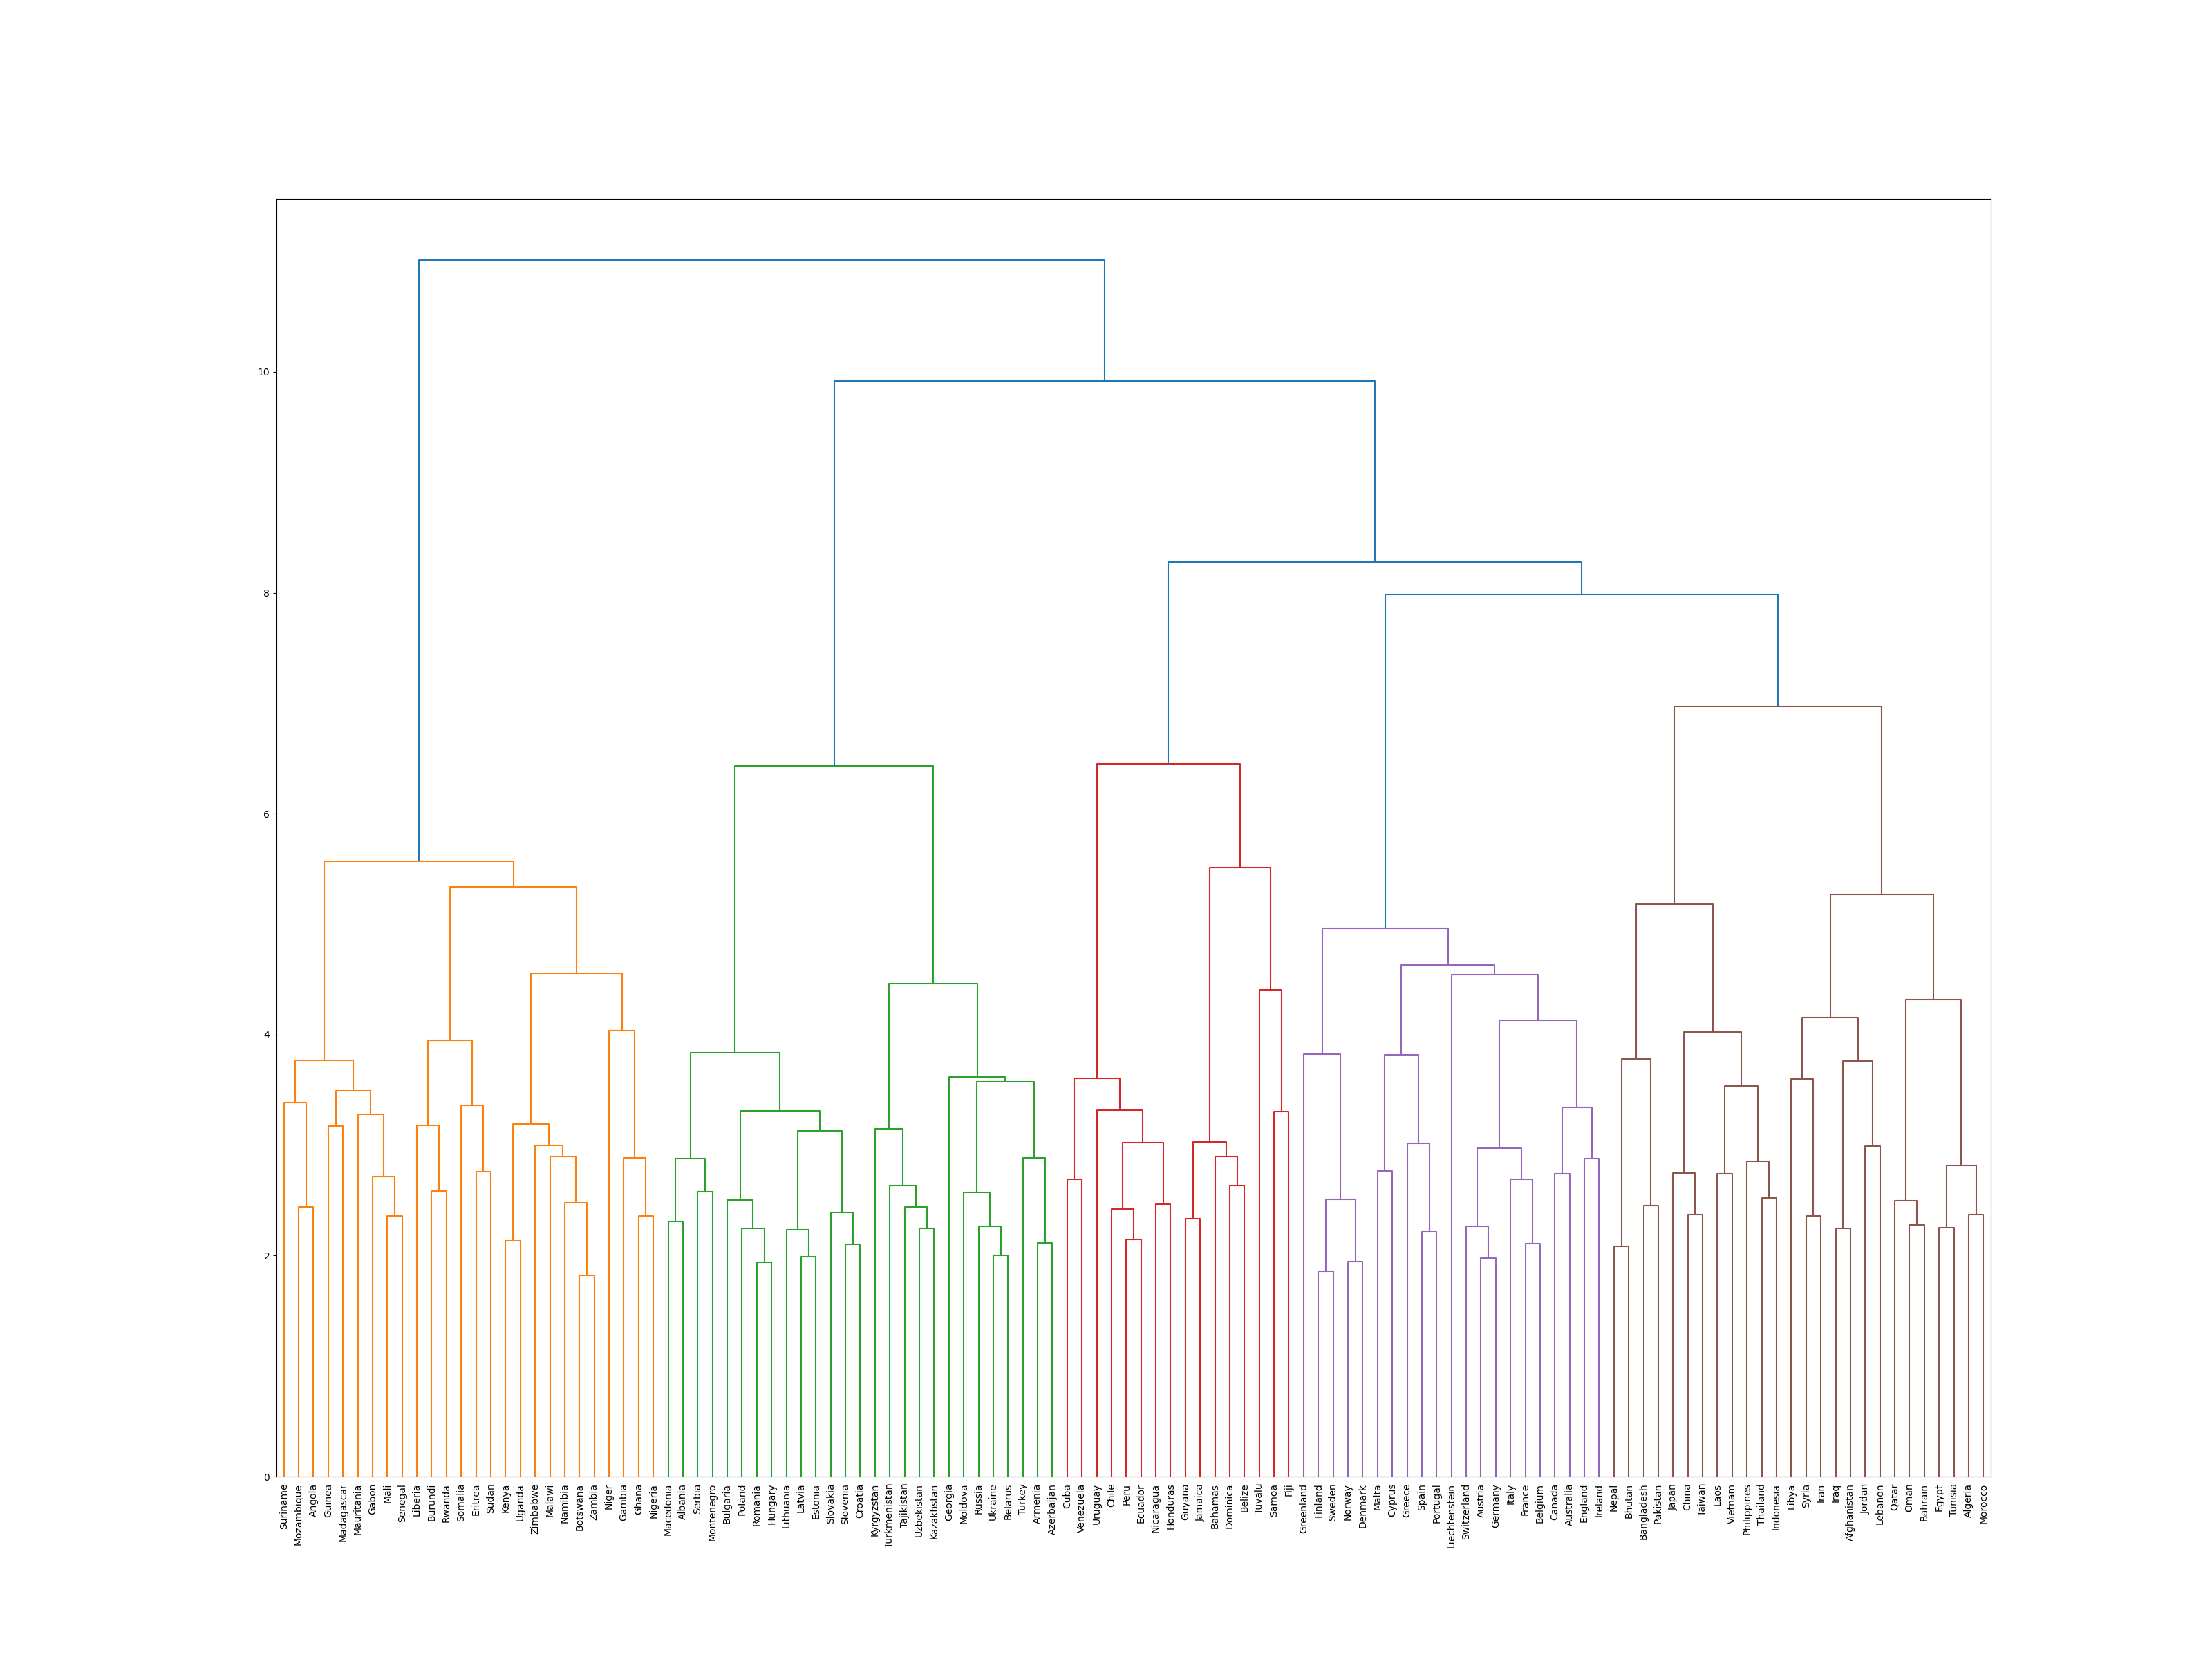 10
8
6
4
2
0
Suriname
Mozambique
Angola
Guinea
Madagascar
Mauritania
Gabon
Mali
Senegal
Liberia
Burundi
Rwanda
Somalia
Eritrea
Sudan
Kenya
Uganda
Zimbabwe
Malawi
Namibia
Botswana
Zambia
Niger
Gambia
Ghana
Nigeria
Macedonia
Albania
Serbia
Montenegro
Bulgaria
Poland
Romania
Hungary
Lithuania
Latvia
Estonia
Slovakia
Slovenia
Croatia
Kyrgyzstan
Turkmenistan
Tajikistan
Uzbekistan
Kazakhstan
Georgia
Moldova
Russia
Ukraine
Belarus
Turkey
Armenia
Azerbaijan
Cuba
Venezuela
Uruguay
Chile
Peru
Ecuador
Nicaragua
Honduras
Guyana
Jamaica
Bahamas
Dominica
Belize
Tuvalu
Samoa
Fiji
Greenland
Finland
Sweden
Norway
Denmark
Malta
Cyprus
Greece
Spain
Portugal
Liechtenstein
Switzerland
Austria
Germany
Italy
France
Belgium
Canada
Australia
England
Ireland
Nepal
Bhutan
Bangladesh
Pakistan
Japan
China
Taiwan
Laos
Vietnam
Philippines
Thailand
Indonesia
Libya
Syria
Iran
Iraq
Afghanistan
Jordan
Lebanon
Qatar
Oman
Bahrain
Egypt
Tunisia
Algeria
Morocco